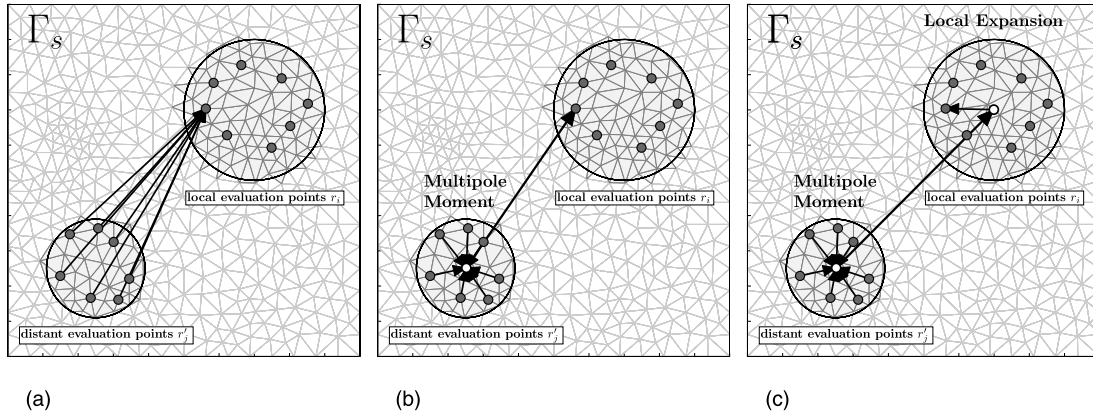 Γs
local evaluation points ri
distant evaluation points r′j
(a)
Γs
Multipole
Moment
local evaluation points ri
distant evaluation points r′j
(b)
Γs
Local Expansion
Multipole
Moment
local evaluation points ri
distant evaluation points r′j
(c)